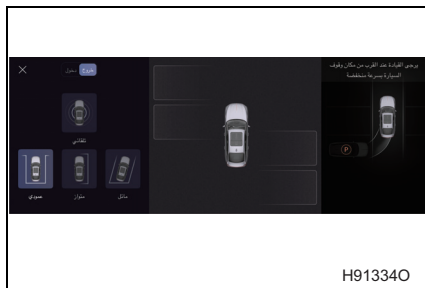 يرجى القيادة عند القرب من مكان وقوف
السيارة بسرعة منخفضة
خروج
دخول
تلقائي
مائل
متواز
عمودي
P
H91334O